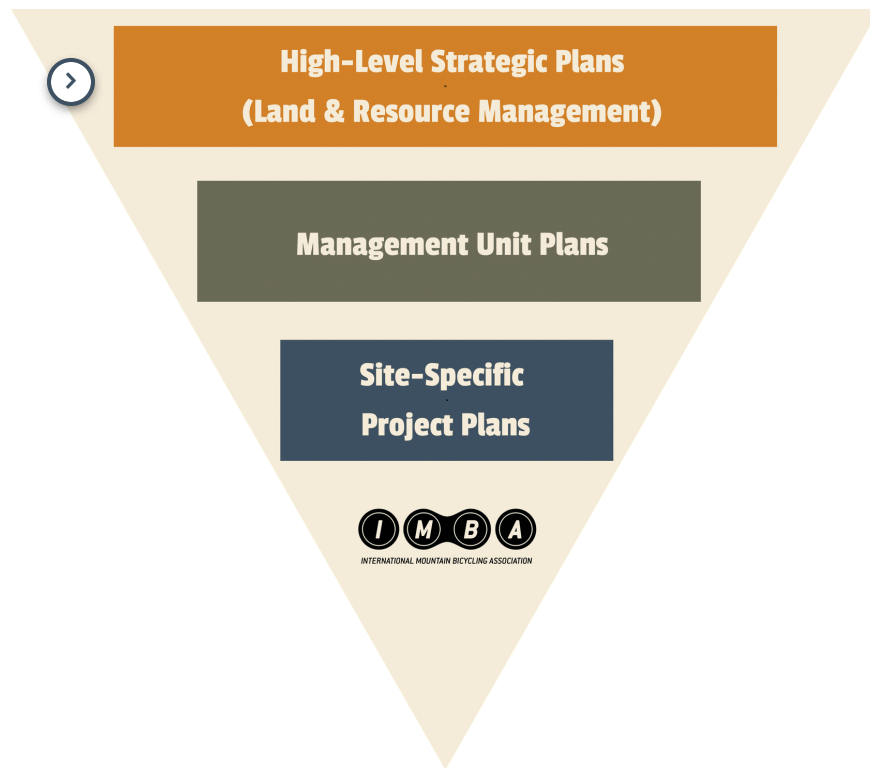 High-Level Strategic Plans
(Land & Resource Management)
Management Unit Plans
Site-Specific
Project Plans
IMBA
INTERNATIONAL MOUNTAIN BICYCLING ASSOCIATION